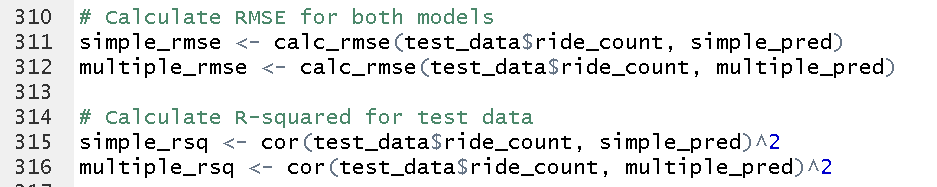 310 # Calculate RMSE for both models
311 simple_rmse <- calc_rmse(test_data$ride_count, simple_pred)
312 multiple_rmse <- calc_rmse(test_data$ride_count, multiple_pred)
313
314 # Calculate R-squared for test data
315 simple_rsq <- cor(test_data$ride_count, simple_pred)^2
316 multiple_rsq <- cor(test_data$ride_count, multiple_pred)^2